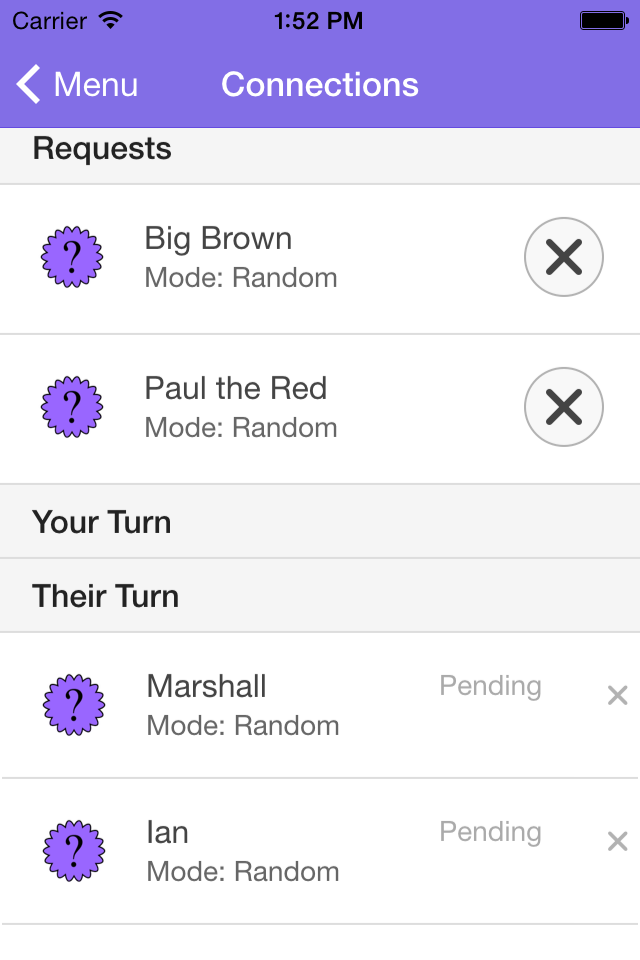 Carrier 1:52 PM
Menu Connections
Requests
?
Big Brown
Mode: Random
?
Paul the Red
Mode: Random
Your Turn
Their Turn
?
Marshall Pending
Mode: Random
?
Ian Pending
Mode: Random